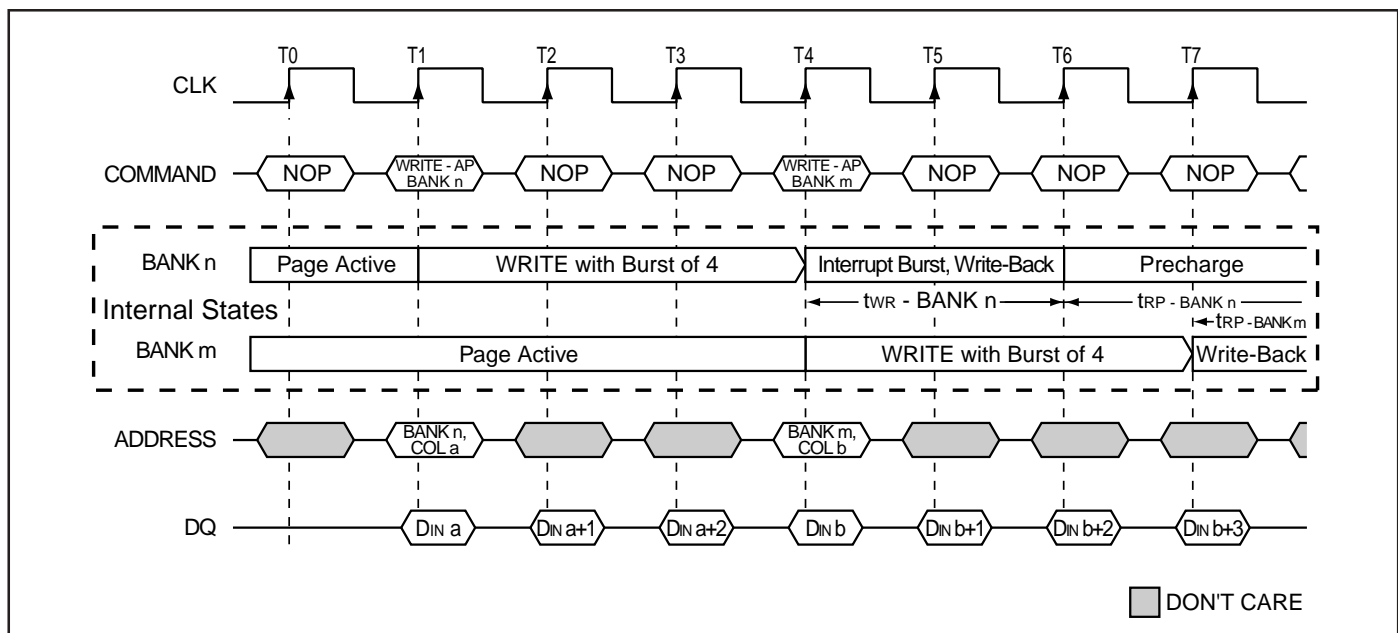 T0 T1 T2 T3 T4 T5 T6 T7
CLK
COMMAND NOP WRITE - AP BANK n NOP NOP WRITE - AP BANK m NOP NOP NOP
BANK n Page Active WRITE with Burst of 4 Interrupt Burst, Write-Back Precharge
tWR - BANK n tRP - BANK n
Internal States
tRP - BANK m
BANK m Page Active WRITE with Burst of 4 Write-Back
ADDRESS BANK n, COL a BANK m, COL b
DQ DIN a DIN a+1 DIN a+2 DIN b DIN b+1 DIN b+2 DIN b+3
DON'T CARE